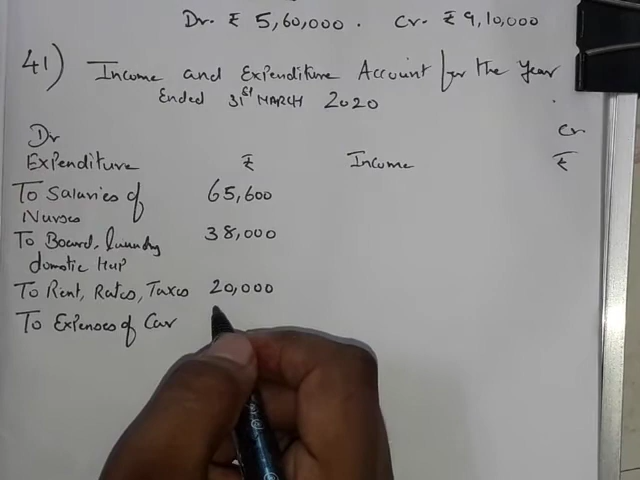 Dr. ₹ 5,60,000. Cr. ₹ 9,10,000
41) Income and Expenditure Account for the Year
Ended 31st MARCH 2020
Dr Cr.
Expenditure ₹ Income ₹
To Salaries of 65,600
Nurses
To Board, laundry 38,000
domstic Help
To Rent, Rates, Taxes 20,000
To Expenses of Car